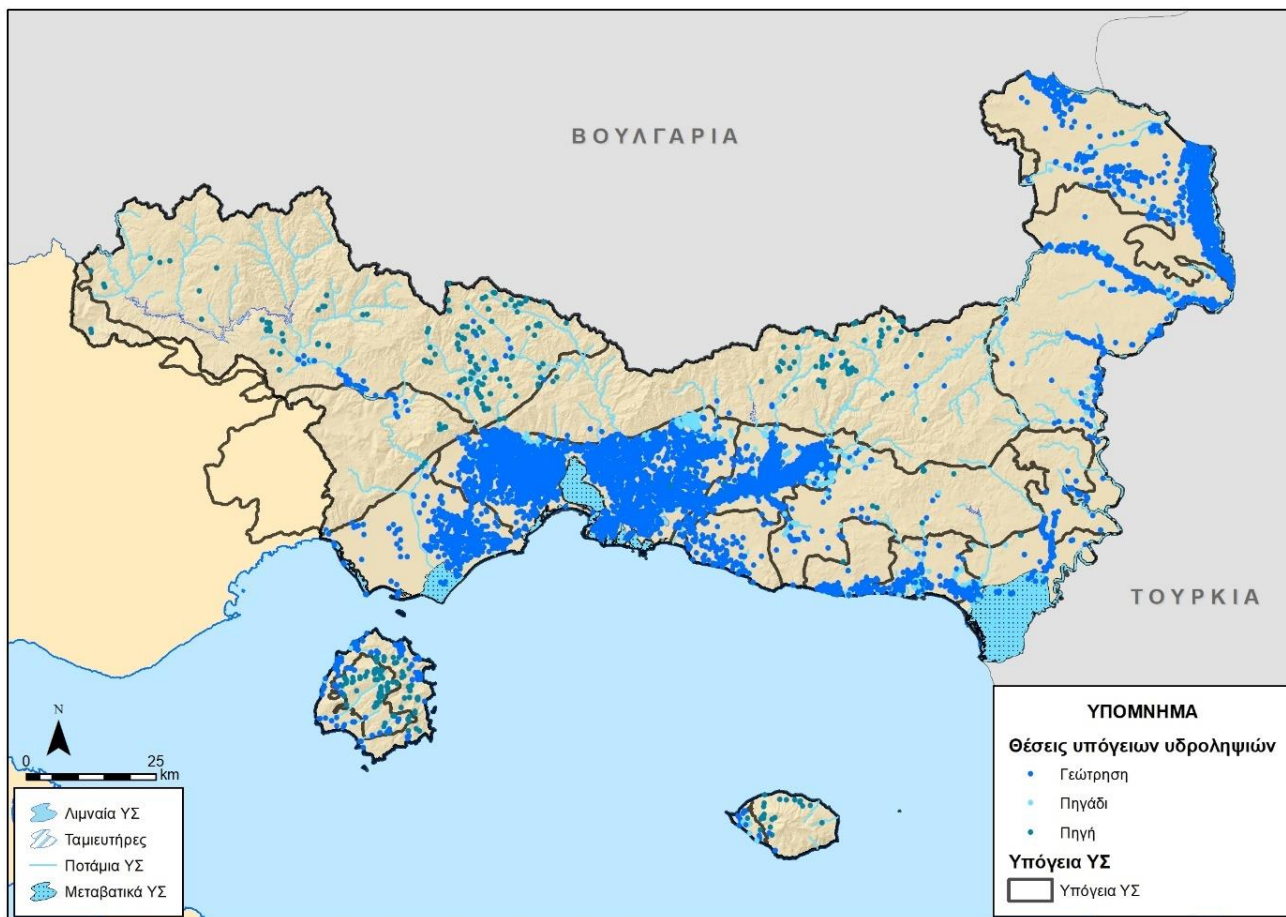 ΒΟΥΛΓΑΡΙΑ
ΤΟΥΡΚΙΑ
N
0 25
km
Λιμναία ΥΣ
Ταμιευτήρες
Ποτάμια ΥΣ
Μεταβατικά ΥΣ
ΥΠΟΜΝΗΜΑ
Θέσεις υπόγειων υδροληψιών
Γεώτρηση
Πηγάδι
Πηγή
Υπόγεια ΥΣ
Υπόγεια ΥΣ